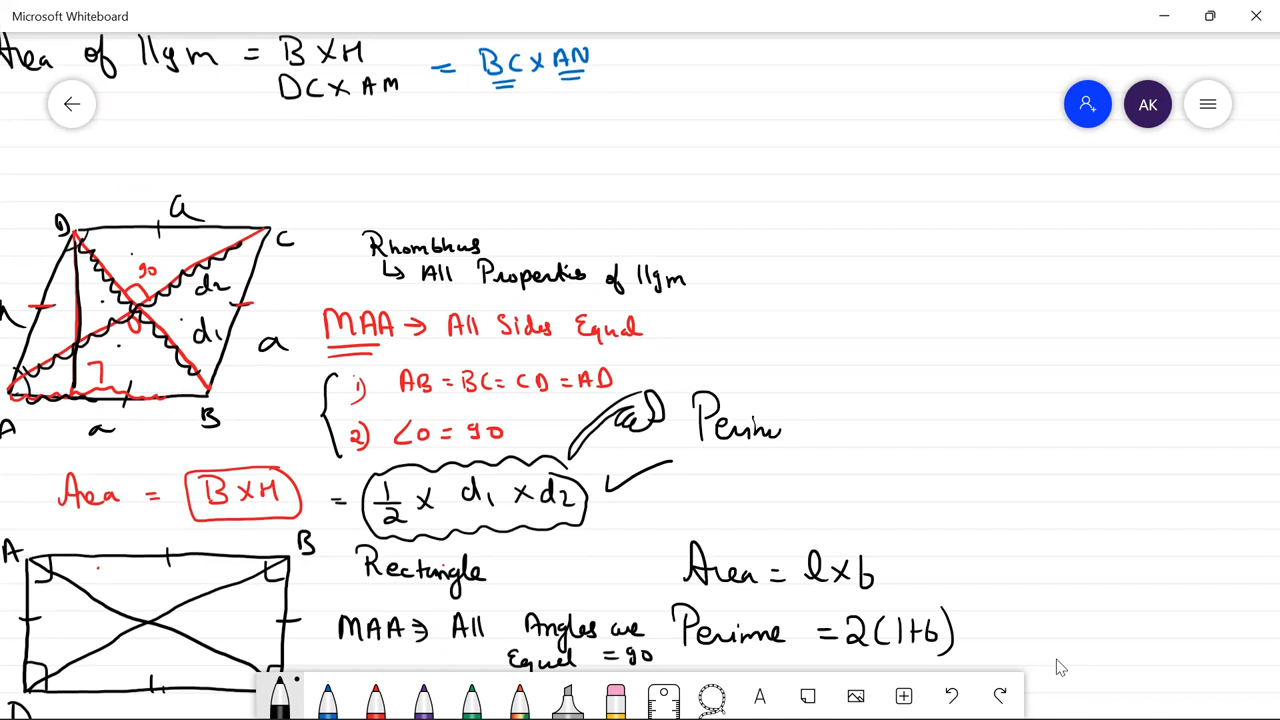 Microsoft Whiteboard
Area of llgm = B X H
DC X AM
= BC X AN
AK
a
D
C
90
d2
d1
a
A
a
B
Rhombhus
↳ All Properties of llgm
MAA → All Sides Equal
1) AB = BC = CD = AD
2) ∠O = 90
Perim
Area = B X H = 1/2 x d1 x d2
A
B
Rectangle
Area = l x b
MAA → All Angles are
Equal = 90
Perime = 2(l+b)
D
A